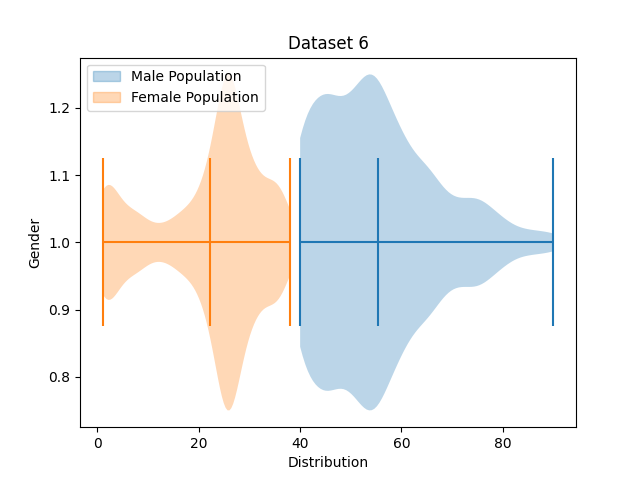 Dataset 6
Male Population
Female Population
1.2
1.1
1.0
0.9
0.8
Gender
0
20
40
60
80
Distribution